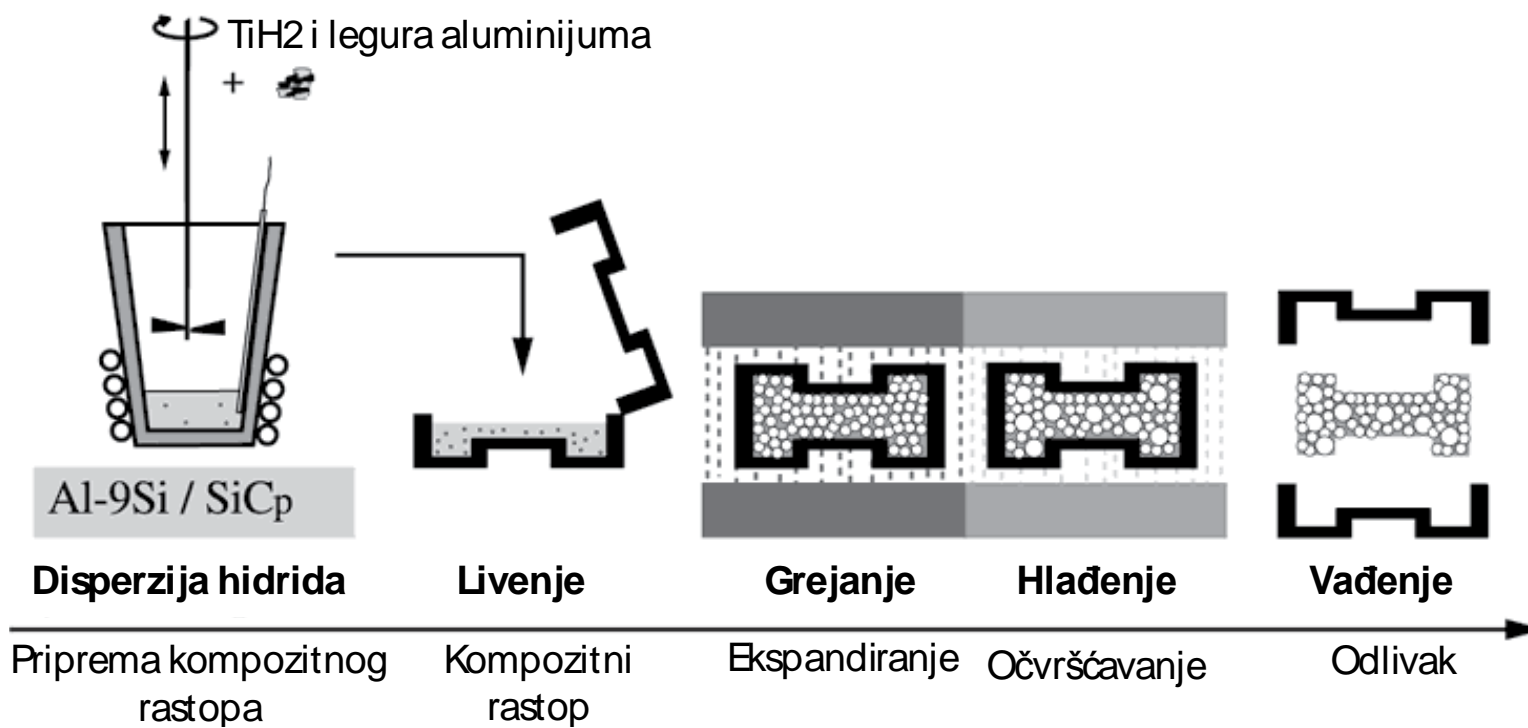 TiH2 i legura aluminijuma
+
Al-9Si / SiCp
Disperzija hidrida
Livenje
Grejanje
Hlađenje
Vađenje
Priprema kompozitnog
rastopa
Kompozitni
rastop
Ekspandiranje
Očvršćavanje
Odlivak